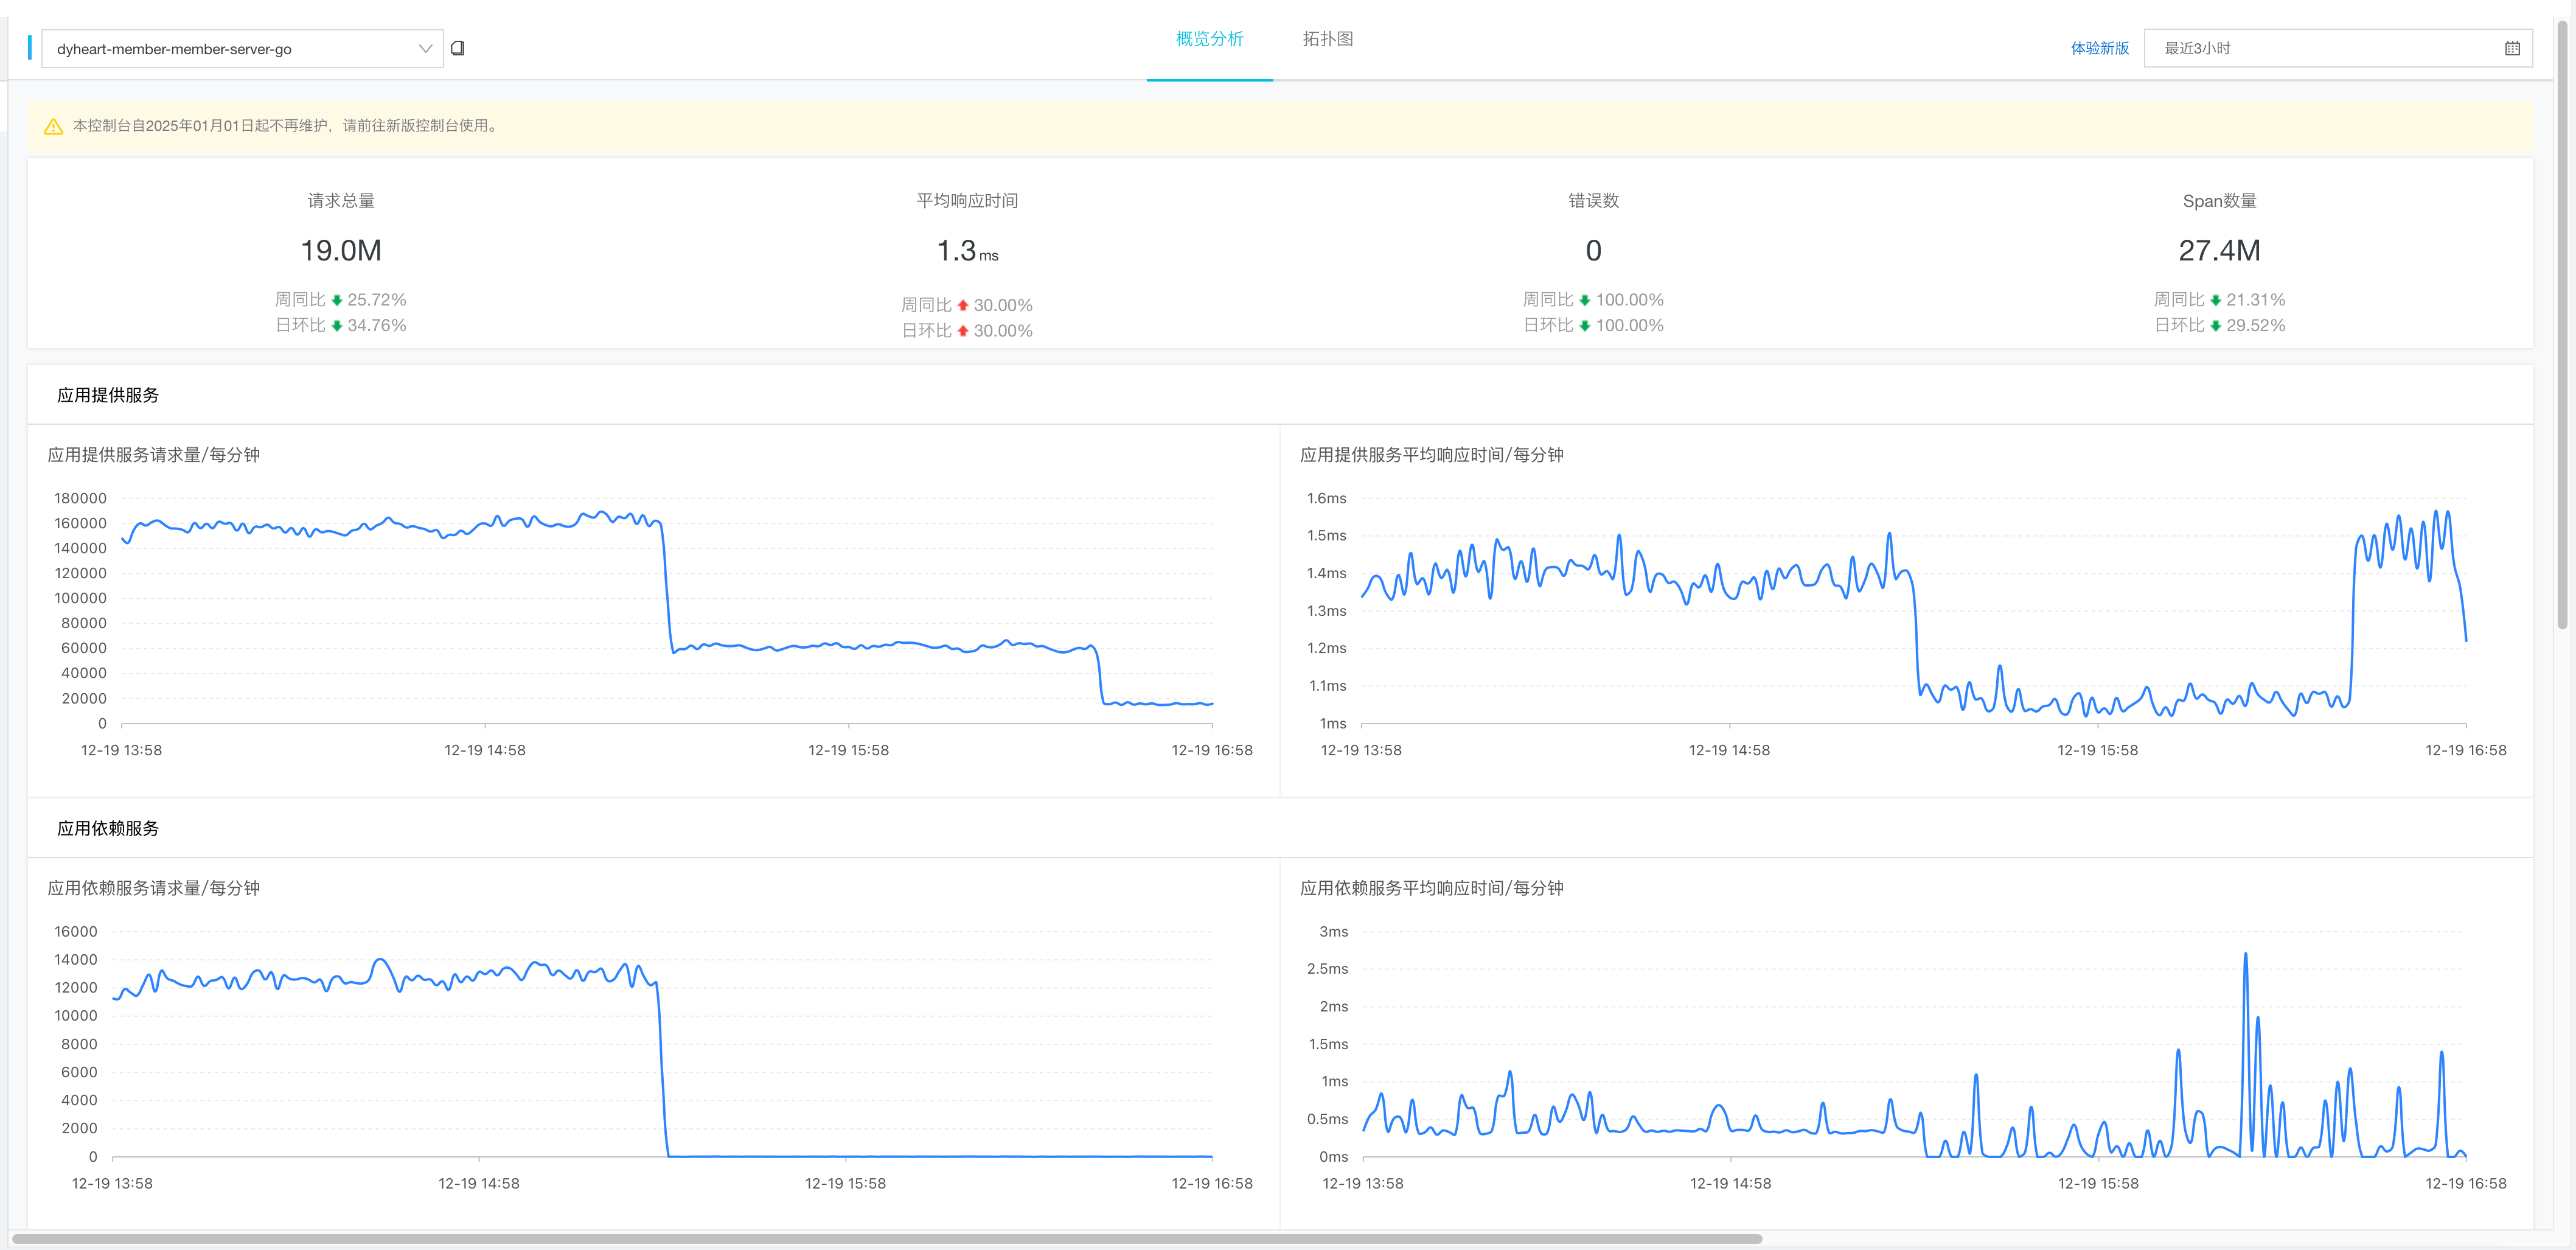 dyheart-member-member-server-go
概览分析
拓扑图
体验新版
最近3小时
本控制台自2025年01月01日起不再维护，请前往新版控制台使用。
请求总量
19.0M
周同比 25.72%
日环比 34.76%
平均响应时间
1.3ms
周同比 30.00%
日环比 30.00%
错误数
0
周同比 100.00%
日环比 100.00%
Span数量
27.4M
周同比 21.31%
日环比 29.52%
应用提供服务
应用提供服务请求量/每分钟
180000
160000
140000
120000
100000
80000
60000
40000
20000
0
12-19 13:58
12-19 14:58
12-19 15:58
12-19 16:58
应用提供服务平均响应时间/每分钟
1.6ms
1.5ms
1.4ms
1.3ms
1.2ms
1.1ms
1ms
12-19 13:58
12-19 14:58
12-19 15:58
12-19 16:58
应用依赖服务
应用依赖服务请求量/每分钟
16000
14000
12000
10000
8000
6000
4000
2000
0
12-19 13:58
12-19 14:58
12-19 15:58
12-19 16:58
应用依赖服务平均响应时间/每分钟
3ms
2.5ms
2ms
1.5ms
1ms
0.5ms
0ms
12-19 13:58
12-19 14:58
12-19 15:58
12-19 16:58